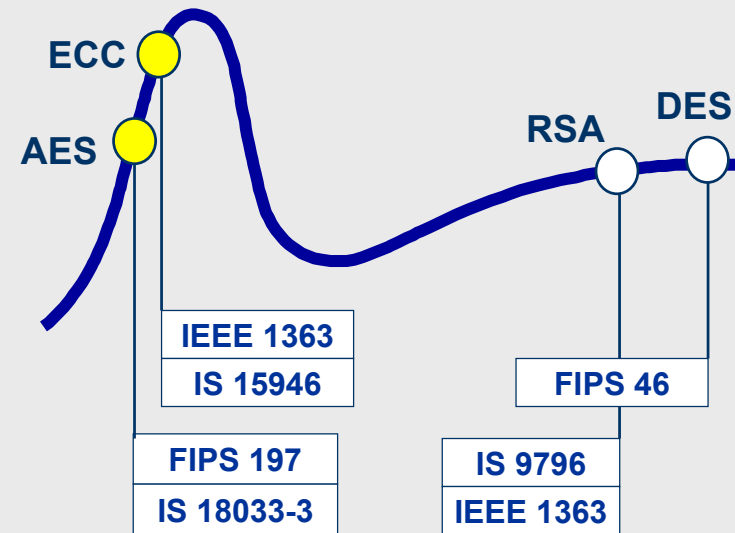 ECC
AES
RSA
DES
IEEE 1363
IS 15946
FIPS 46
FIPS 197
IS 18033-3
IS 9796
IEEE 1363